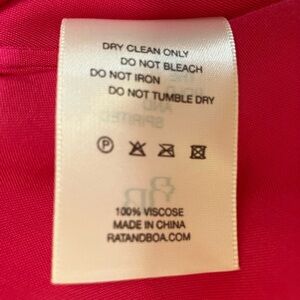 DRY CLEAN ONLY
DO NOT BLEACH
DO NOT IRON
DO NOT TUMBLE DRY
P
100% VISCOSE
MADE IN CHINA
RATANDBOA.COM